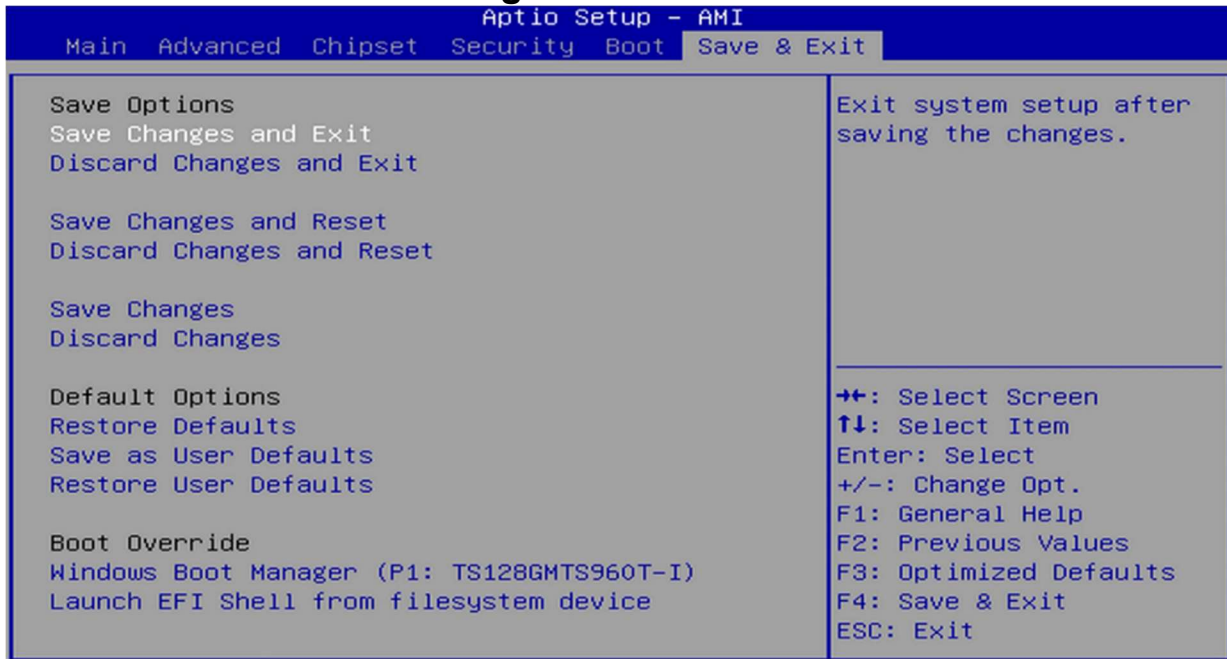 Aptio Setup – AMI
Main Advanced Chipset Security Boot Save & Exit
Save Options
Save Changes and Exit
Discard Changes and Exit
Save Changes and Reset
Discard Changes and Reset
Save Changes
Discard Changes
Default Options
Restore Defaults
Save as User Defaults
Restore User Defaults
Boot Override
Windows Boot Manager (P1: TS128GMTS960T-I)
Launch EFI Shell from filesystem device
Exit system setup after
saving the changes.
→←: Select Screen
↑↓: Select Item
Enter: Select
+/-: Change Opt.
F1: General Help
F2: Previous Values
F3: Optimized Defaults
F4: Save & Exit
ESC: Exit